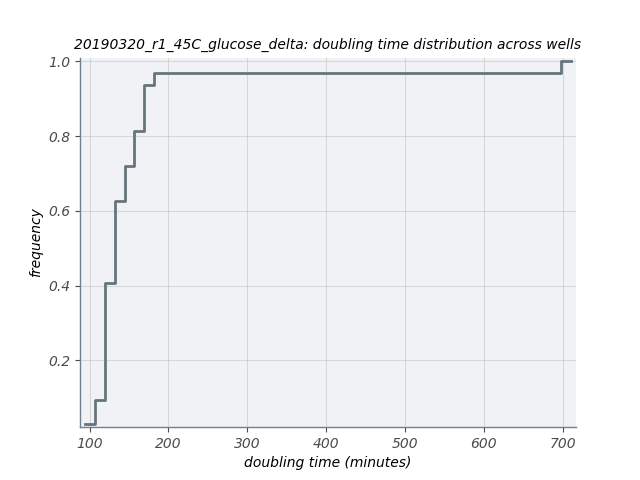 20190320_r1_45C_glucose_delta: doubling time distribution across wells
1.0
0.8
0.6
0.4
0.2
frequency
100 200 300 400 500 600 700
doubling time (minutes)